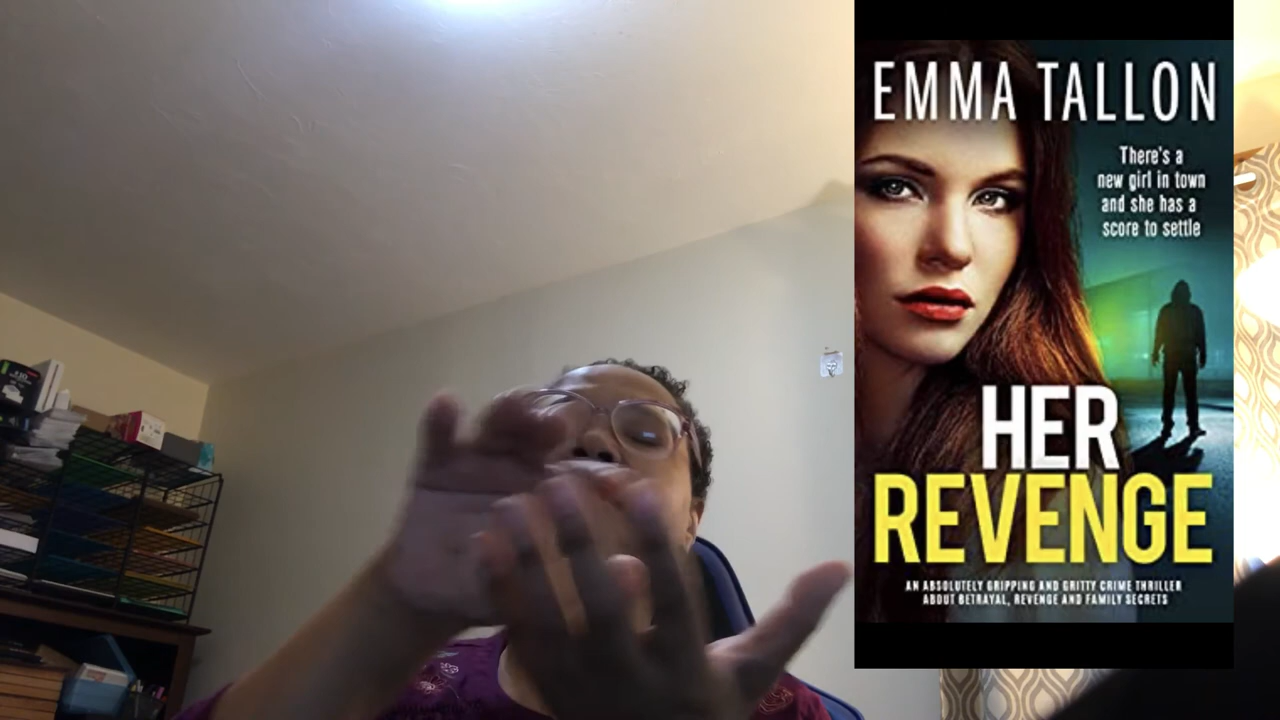 EMMA TALLON
There's a
new girl in town
and she has a
score to settle
HER
REVENGE
AN ABSOLUTELY GRIPPING AND GRITTY CRIME THRILLER
ABOUT BETRAYAL, REVENGE AND FAMILY SECRETS